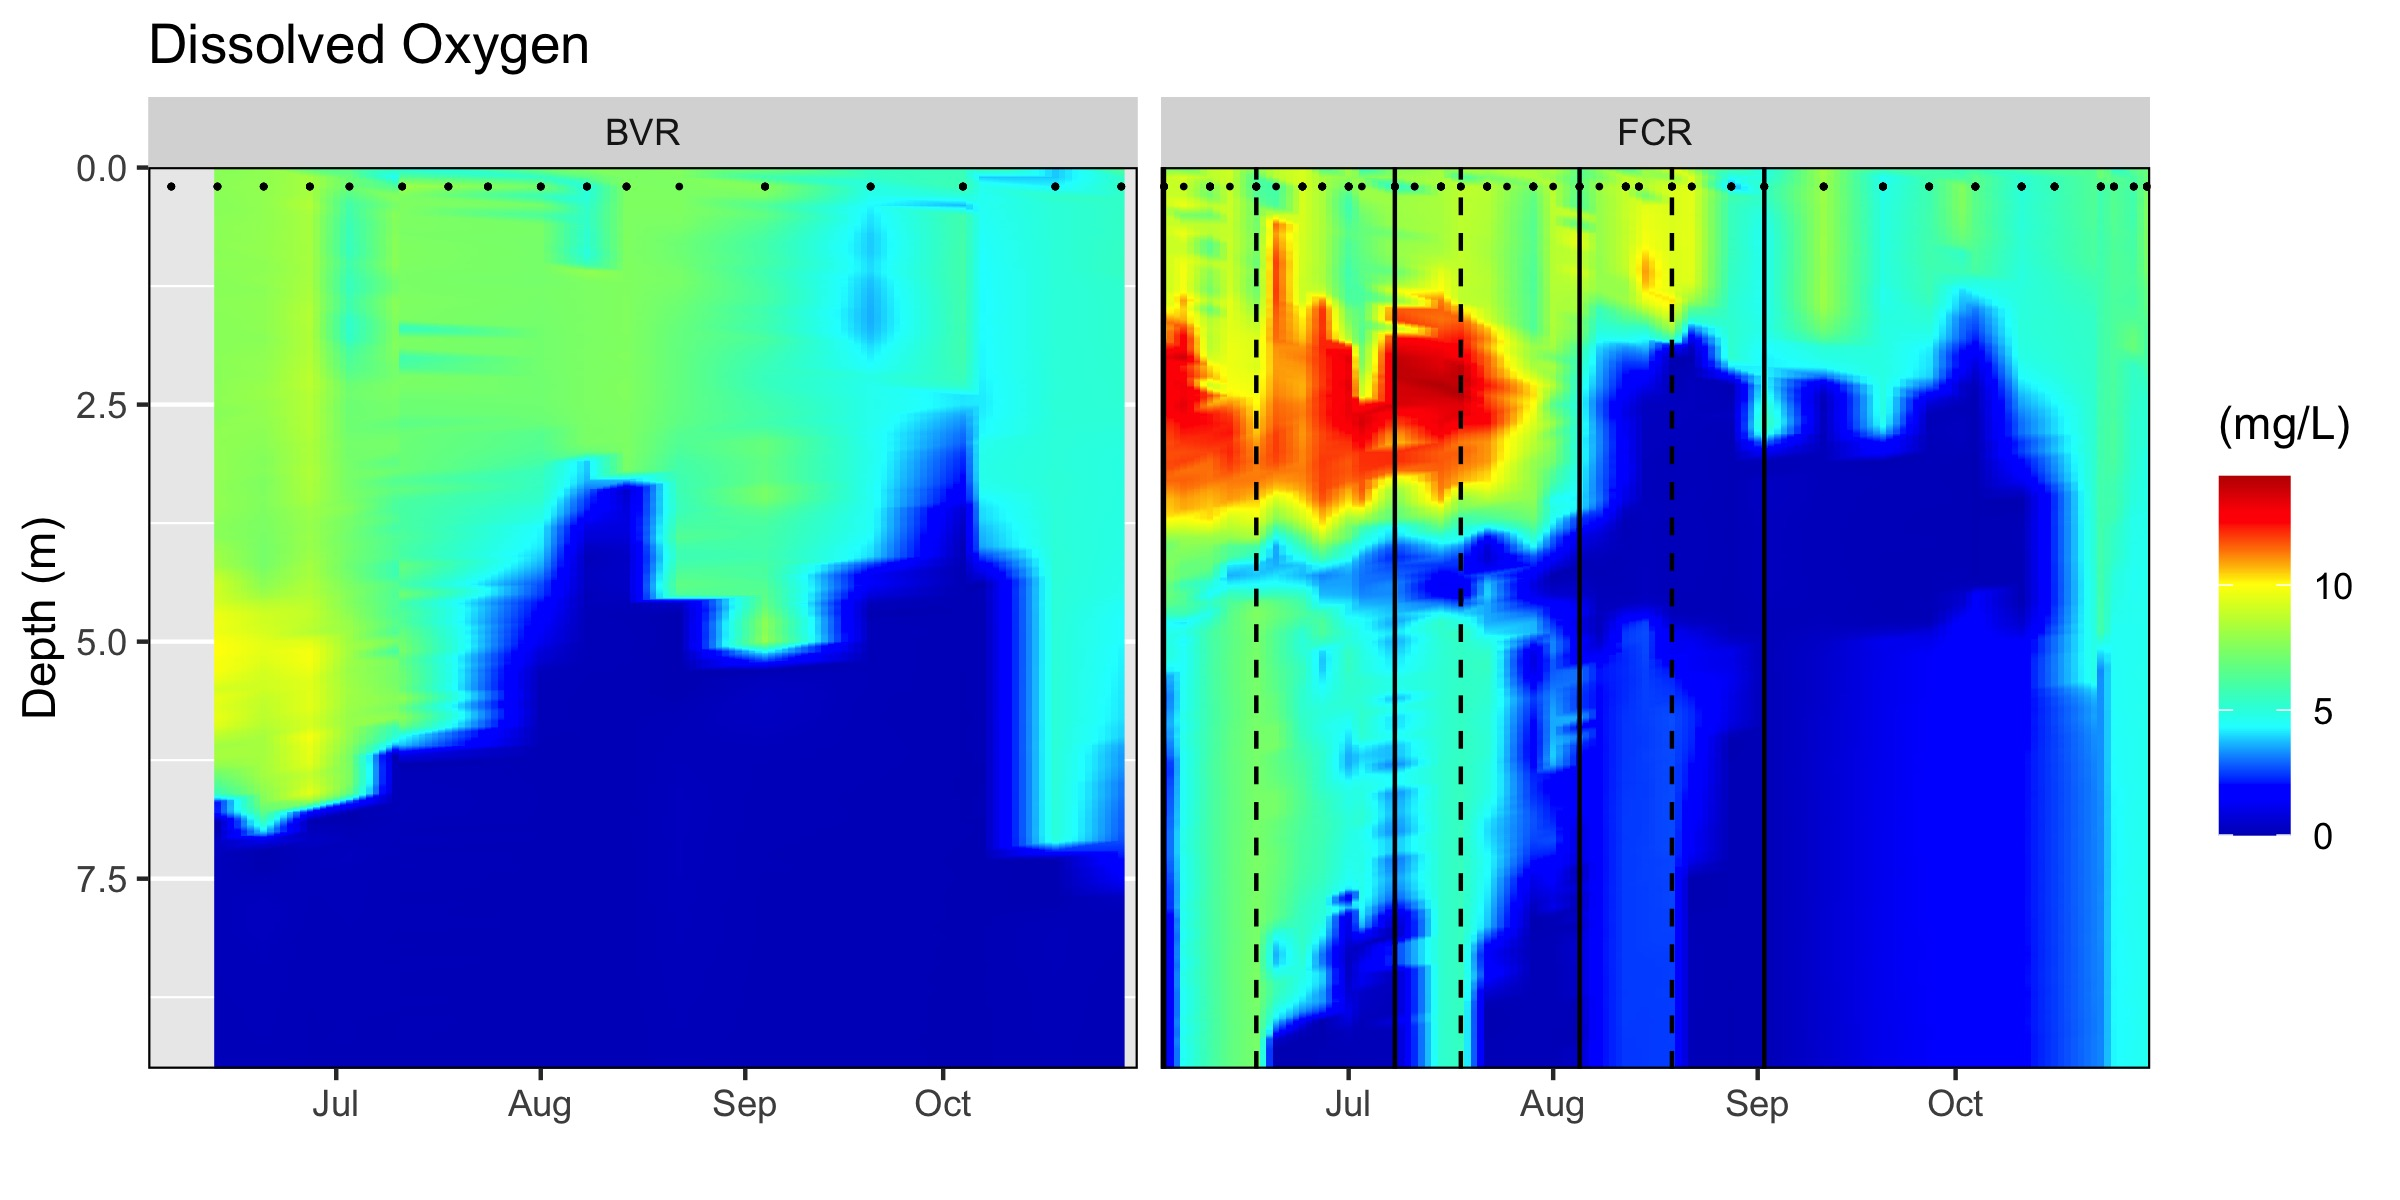 Dissolved Oxygen
BVR
FCR
0.0
2.5
5.0
7.5
Depth (m)
Jul
Aug
Sep
Oct
Jul
Aug
Sep
Oct
(mg/L)
10
5
0